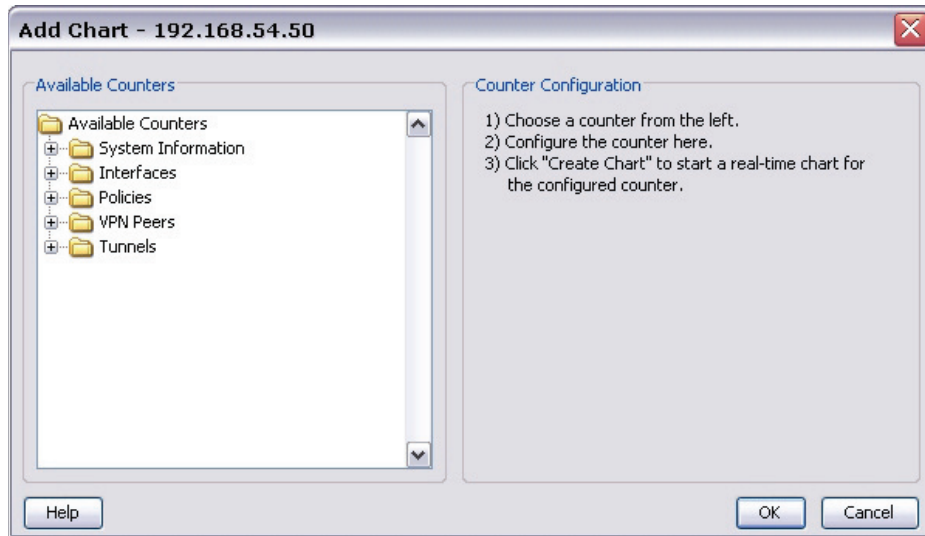 Add Chart - 192.168.54.50
Available Counters
Available Counters
System Information
Interfaces
Policies
VPN Peers
Tunnels
Counter Configuration
1) Choose a counter from the left.
2) Configure the counter here.
3) Click "Create Chart" to start a real-time chart for
the configured counter.
Help
OK
Cancel